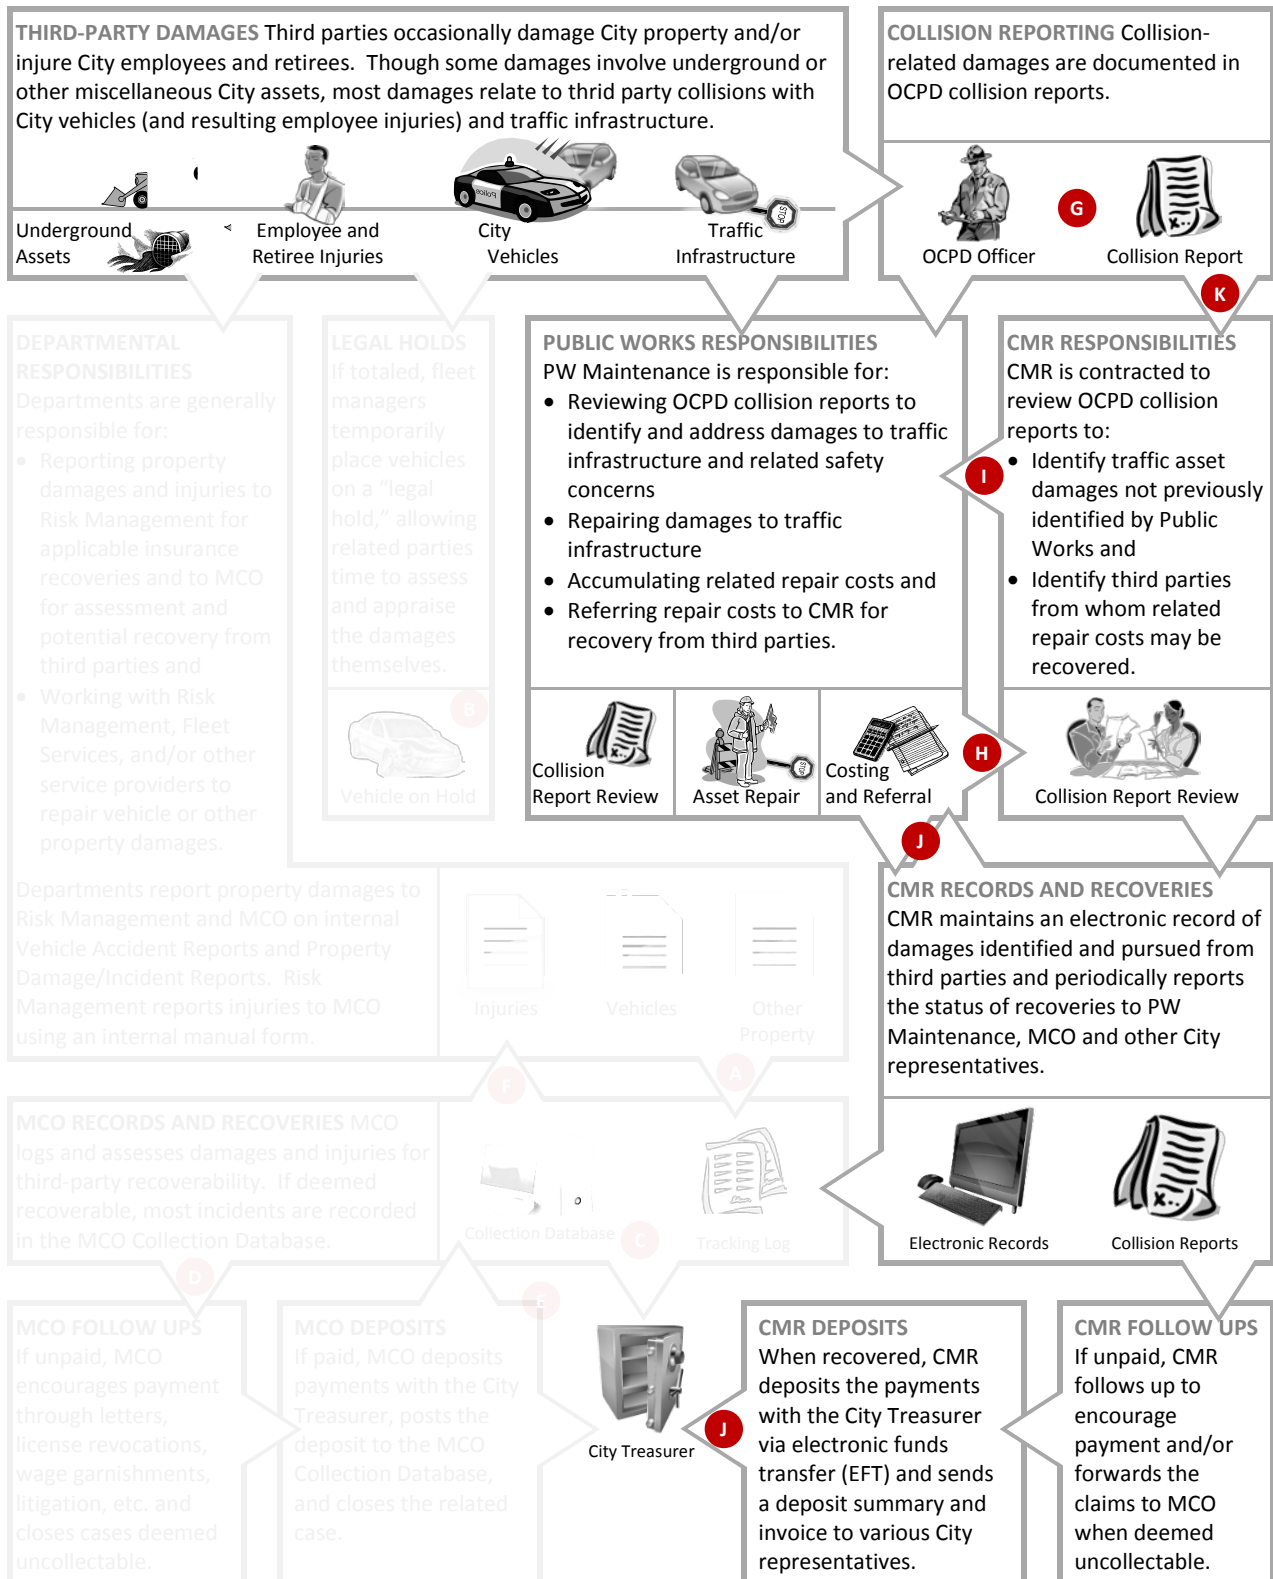 THIRD-PARTY DAMAGES Third parties occasionally damage City property and/or
injure City employees and retirees.  Though some damages involve underground or
other miscellaneous City assets, most damages relate to thrid party collisions with
City vehicles (and resulting employee injuries) and traffic infrastructure.
Underground
Assets
Employee and
Retiree Injuries
Police
City
Vehicles
STOP
Traffic
Infrastructure
COLLISION REPORTING Collision-
related damages are documented in
OCPD collision reports.
G
OCPD Officer
Collision Report
K
DEPARTMENTAL
RESPONSIBILITIES
Departments are generally
responsible for:
• Reporting property
damages and injuries to
Risk Management for
applicable insurance
recoveries and to MCO
for assessment and
potential recovery from
third parties and
• Working with Risk
Management, Fleet
Services, and/or other
service providers to
repair vehicle or other
property damages.
LEGAL HOLDS
If totaled, fleet
managers
temporarily
place vehicles
on a “legal
hold,” allowing
related parties
time to assess
and appraise
the damages
themselves.
B
Vehicle on Hold
PUBLIC WORKS RESPONSIBILITIES
PW Maintenance is responsible for:
• Reviewing OCPD collision reports to
identify and address damages to traffic
infrastructure and related safety
concerns
• Repairing damages to traffic
infrastructure
• Accumulating related repair costs and
• Referring repair costs to CMR for
recovery from third parties.
Collision
Report Review
STOP
Asset Repair
Costing
and Referral
I
H
J
CMR RESPONSIBILITIES
CMR is contracted to
review OCPD collision
reports to:
• Identify traffic asset
damages not previously
identified by Public
Works and
• Identify third parties
from whom related
repair costs may be
recovered.
Collision Report Review
Departments report property damages to
Risk Management and MCO on internal
Vehicle Accident Reports and Property
Damage/Incident Reports.  Risk
Management reports injuries to MCO
using an internal manual form.
Injuries
Vehicles
Other
Property
F
A
CMR RECORDS AND RECOVERIES
CMR maintains an electronic record of
damages identified and pursued from
third parties and periodically reports
the status of recoveries to PW
Maintenance, MCO and other City
representatives.
Electronic Records
Collision Reports
MCO RECORDS AND RECOVERIES MCO
logs and assesses damages and injuries for
third-party recoverability.  If deemed
recoverable, most incidents are recorded
in the MCO Collection Database.
Collection Database
C
Tracking Log
D
E
MCO FOLLOW UPS
If unpaid, MCO
encourages payment
through letters,
license revocations,
wage garnishments,
litigation, etc. and
closes cases deemed
uncollectable.
MCO DEPOSITS
If paid, MCO deposits
payments with the City
Treasurer, posts the
deposit to the MCO
Collection Database,
and closes the related
case.
City Treasurer
J
CMR DEPOSITS
When recovered, CMR
deposits the payments
with the City Treasurer
via electronic funds
transfer (EFT) and sends
a deposit summary and
invoice to various City
representatives.
CMR FOLLOW UPS
If unpaid, CMR
follows up to
encourage
payment and/or
forwards the
claims to MCO
when deemed
uncollectable.